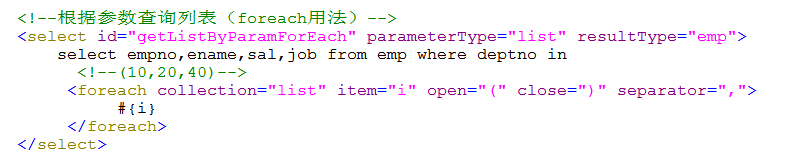 <!--根据参数查询列表（foreach用法）-->
<select id="getListByParamForEach" parameterType="list" resultType="emp">
select empno,ename,sal,job from emp where deptno in
<!--(10,20,40)-->
<foreach collection="list" item="i" open="(" close=")" separator=",">
#{i}
</foreach>
</select>